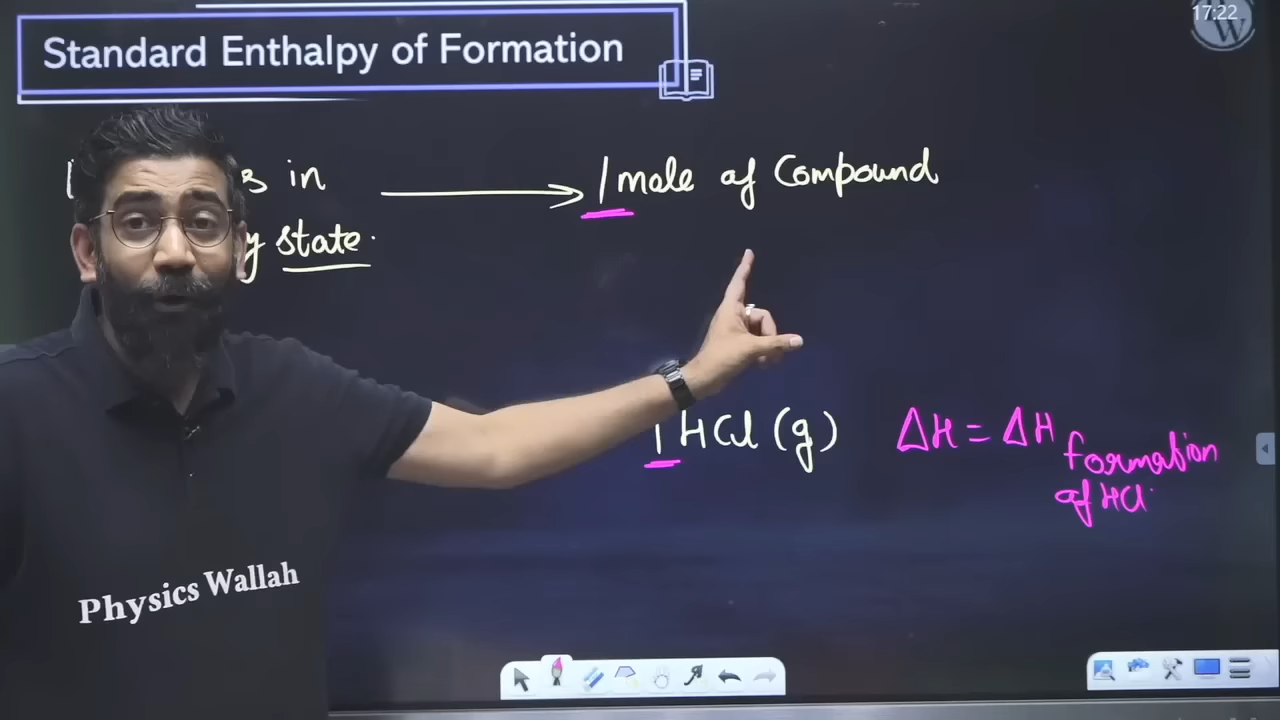 17:22
Standard Enthalpy of Formation
in → 1 mole of Compound
state.
1 HCl (g) ΔH = ΔH formation
of HCl
Physics Wallah